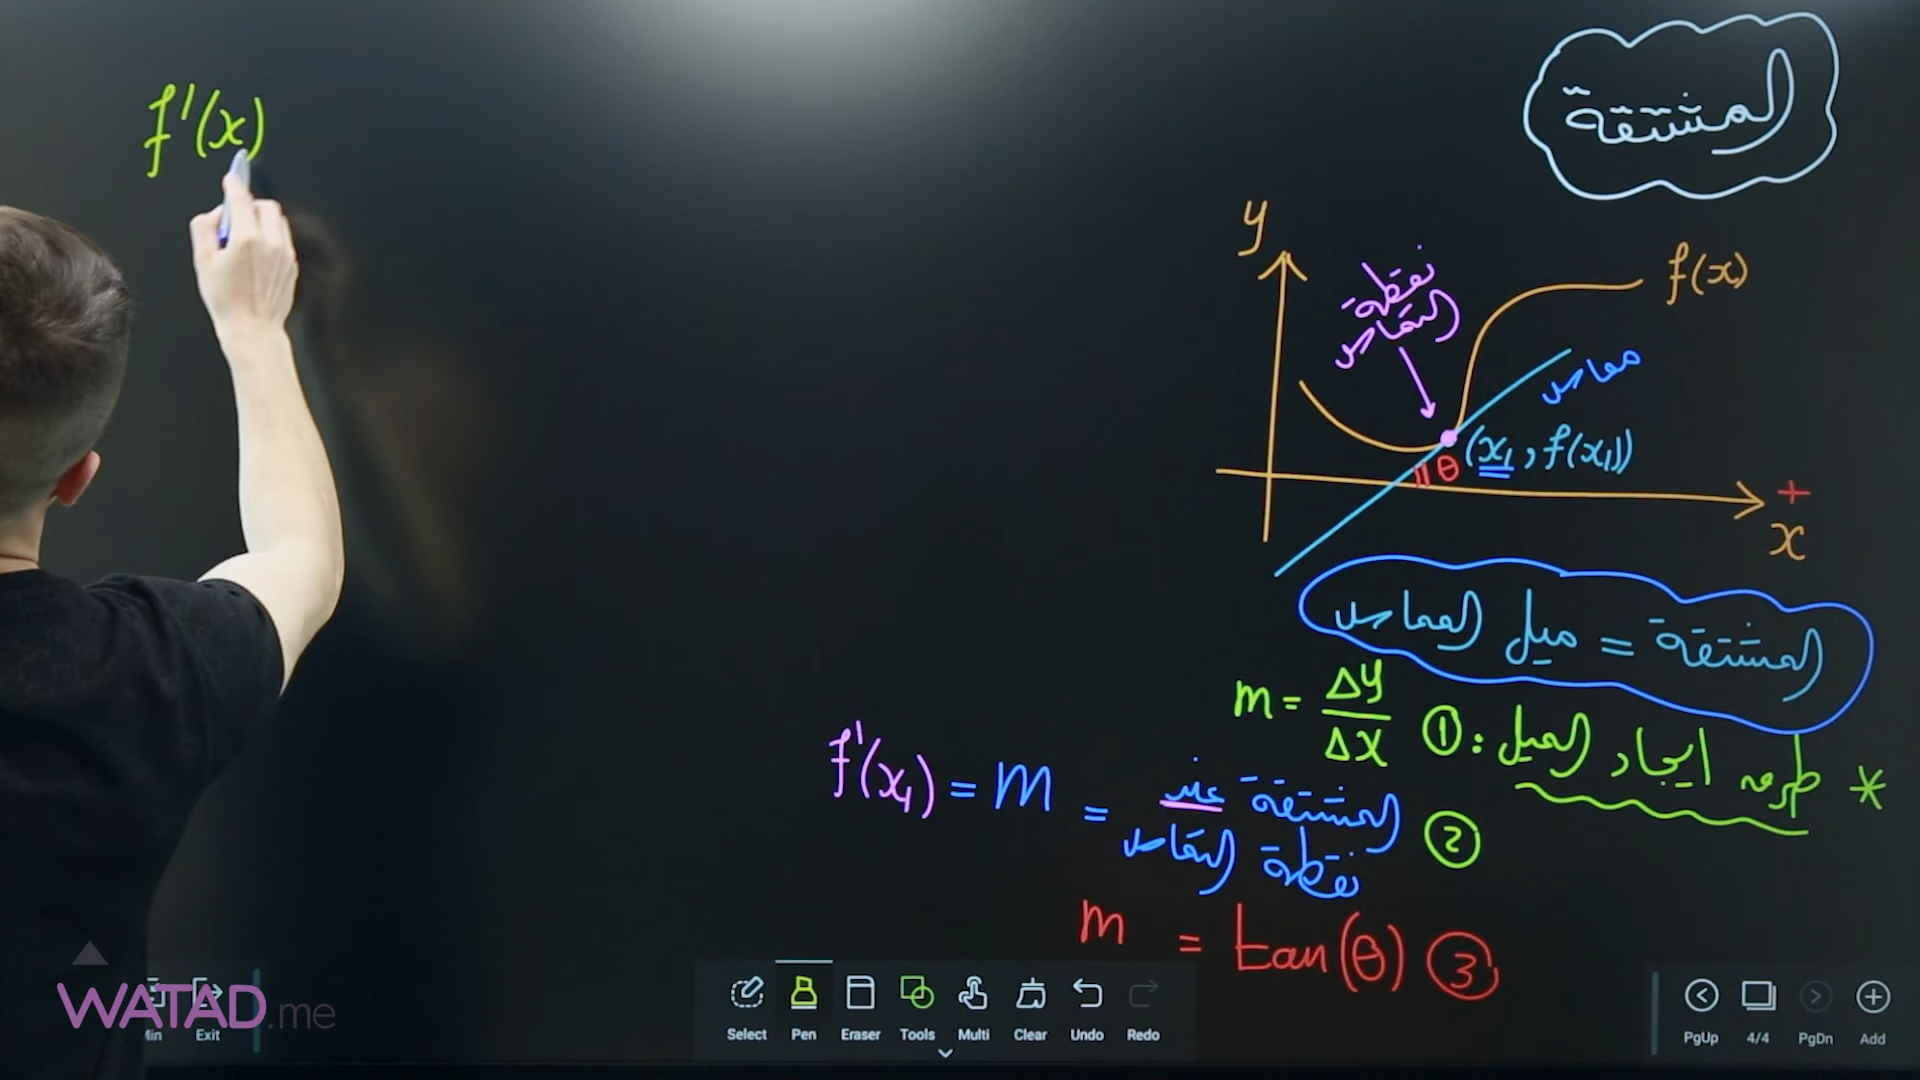 المشتقة
f'(x)
y
نقطة
التماس
f(x)
مماس
(x₁, f(x₁))
θ
+
x
المشتقة = ميل المماس
* طرق ايجاد الميل : ① m = Δy/Δx
② المشتقة عند = m = f'(x₁)
نقطة التماس
m = tan(θ) ③
WATAD.me
Min Exit
Select Pen Eraser Tools Multi Clear Undo Redo
PgUp 4/4 PgDn Add